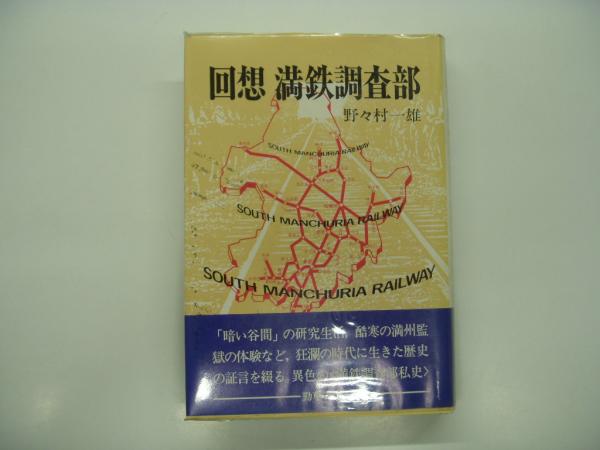 回想 満鉄調査部
野々村一雄
SOUTH MANCHURIA RAILWAY
SOUTH MANCHURIA RAILWAY
SOUTH MANCHURIA RAILWAY
「暗い谷間」の研究生活、酷寒の満州監
獄の体験など、狂瀾の時代に生きた歴史
の証言を綴る、異色の
私史〉